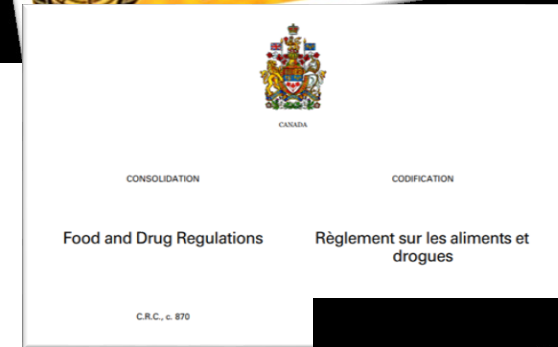 CANADA
CONSOLIDATION
CODIFICATION
Food and Drug Regulations
Règlement sur les aliments et
drogues
C.R.C., c. 870